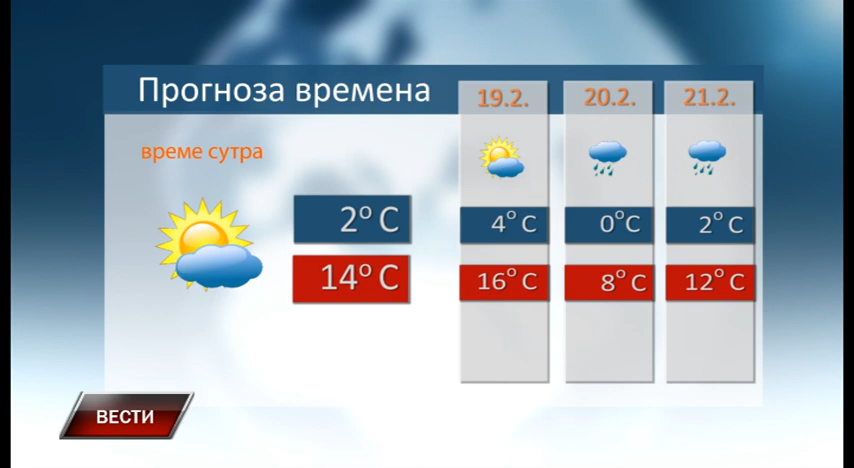 Прогноза времена
19.2. 20.2. 21.2.
време сутра
2° C
14° C
4° C 0°C 2° C
16° C 8° C 12° C
ВЕСТИ